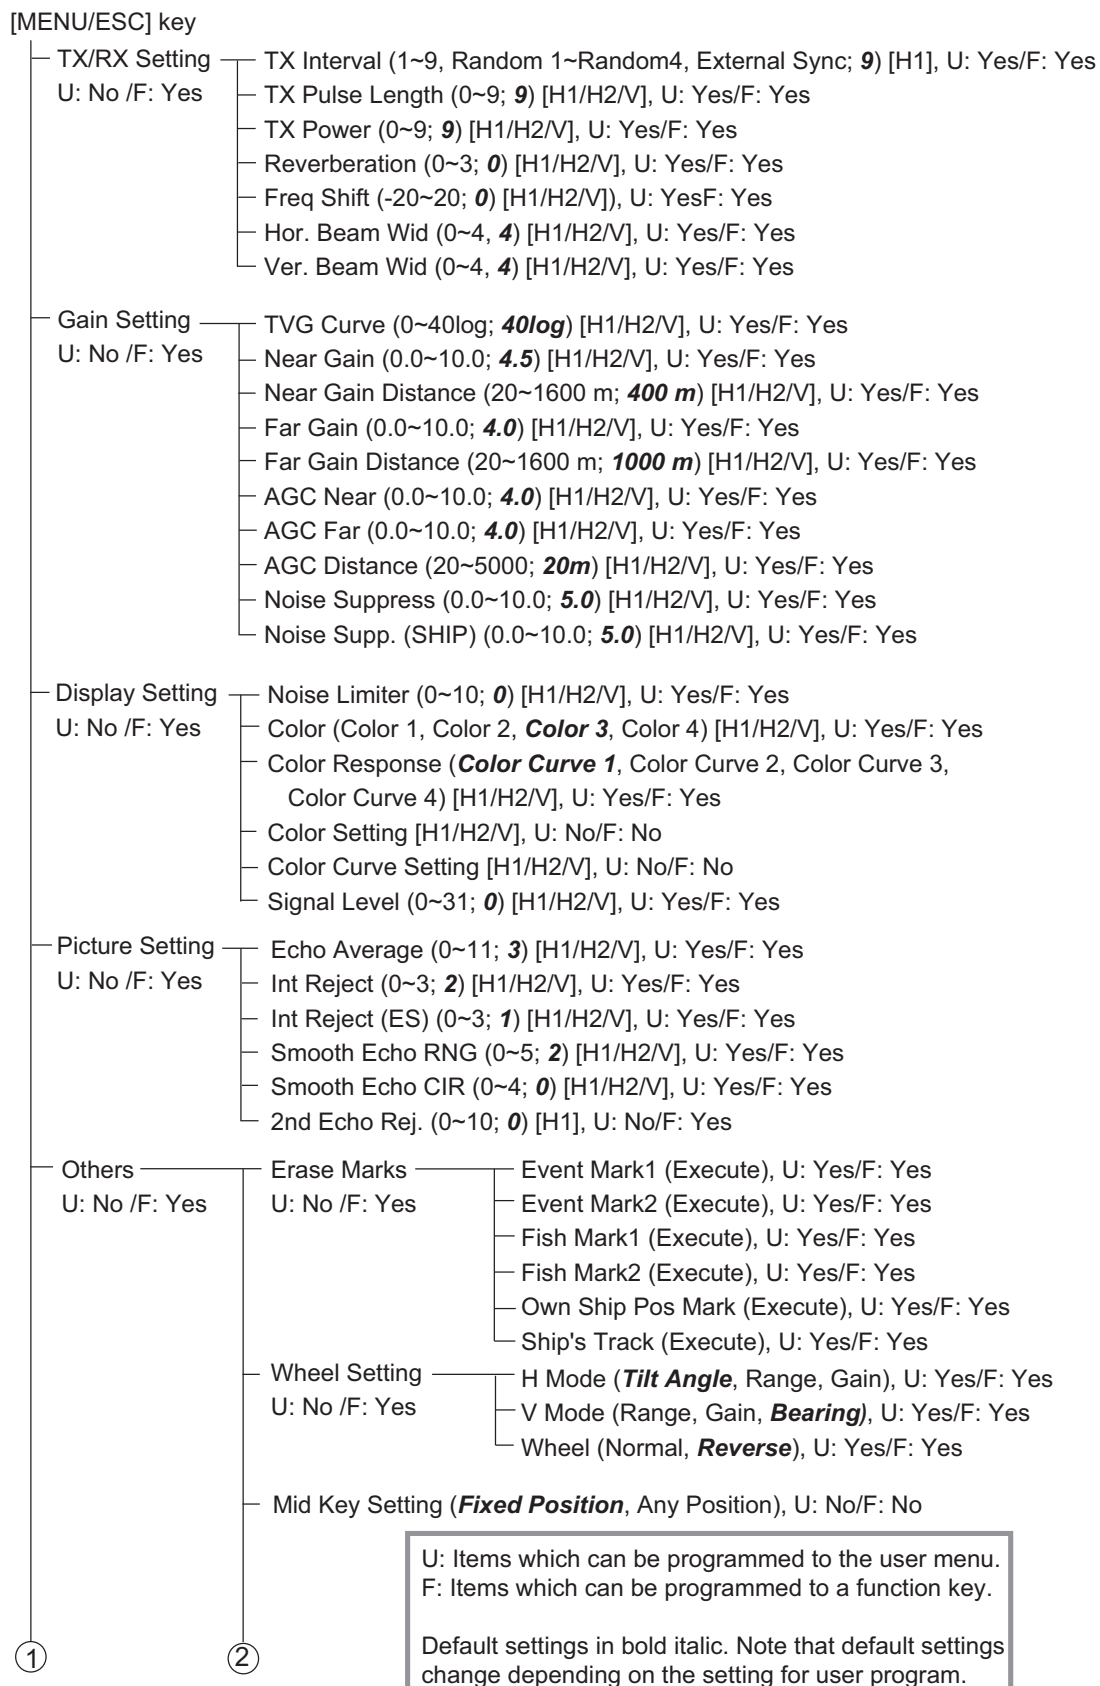 [MENU/ESC] key
TX/RX Setting
U: No /F: Yes
TX Interval (1~9, Random 1~Random4, External Sync; 9) [H1], U: Yes/F: Yes
TX Pulse Length (0~9; 9) [H1/H2/V], U: Yes/F: Yes
TX Power (0~9; 9) [H1/H2/V], U: Yes/F: Yes
Reverberation (0~3; 0) [H1/H2/V], U: Yes/F: Yes
Freq Shift (-20~20; 0) [H1/H2/V]), U: YesF: Yes
Hor. Beam Wid (0~4, 4) [H1/H2/V], U: Yes/F: Yes
Ver. Beam Wid (0~4, 4) [H1/H2/V], U: Yes/F: Yes
Gain Setting
U: No /F: Yes
TVG Curve (0~40log; 40log) [H1/H2/V], U: Yes/F: Yes
Near Gain (0.0~10.0; 4.5) [H1/H2/V], U: Yes/F: Yes
Near Gain Distance (20~1600 m; 400 m) [H1/H2/V], U: Yes/F: Yes
Far Gain (0.0~10.0; 4.0) [H1/H2/V], U: Yes/F: Yes
Far Gain Distance (20~1600 m; 1000 m) [H1/H2/V], U: Yes/F: Yes
AGC Near (0.0~10.0; 4.0) [H1/H2/V], U: Yes/F: Yes
AGC Far (0.0~10.0; 4.0) [H1/H2/V], U: Yes/F: Yes
AGC Distance (20~5000; 20m) [H1/H2/V], U: Yes/F: Yes
Noise Suppress (0.0~10.0; 5.0) [H1/H2/V], U: Yes/F: Yes
Noise Supp. (SHIP) (0.0~10.0; 5.0) [H1/H2/V], U: Yes/F: Yes
Display Setting
U: No /F: Yes
Noise Limiter (0~10; 0) [H1/H2/V], U: Yes/F: Yes
Color (Color 1, Color 2, Color 3, Color 4) [H1/H2/V], U: Yes/F: Yes
Color Response (Color Curve 1, Color Curve 2, Color Curve 3,
Color Curve 4) [H1/H2/V], U: Yes/F: Yes
Color Setting [H1/H2/V], U: No/F: No
Color Curve Setting [H1/H2/V], U: No/F: No
Signal Level (0~31; 0) [H1/H2/V], U: Yes/F: Yes
Picture Setting
U: No /F: Yes
Echo Average (0~11; 3) [H1/H2/V], U: Yes/F: Yes
Int Reject (0~3; 2) [H1/H2/V], U: Yes/F: Yes
Int Reject (ES) (0~3; 1) [H1/H2/V], U: Yes/F: Yes
Smooth Echo RNG (0~5; 2) [H1/H2/V], U: Yes/F: Yes
Smooth Echo CIR (0~4; 0) [H1/H2/V], U: Yes/F: Yes
2nd Echo Rej. (0~10; 0) [H1], U: No/F: Yes
Others
U: No /F: Yes
Erase Marks
U: No /F: Yes
Event Mark1 (Execute), U: Yes/F: Yes
Event Mark2 (Execute), U: Yes/F: Yes
Fish Mark1 (Execute), U: Yes/F: Yes
Fish Mark2 (Execute), U: Yes/F: Yes
Own Ship Pos Mark (Execute), U: Yes/F: Yes
Ship's Track (Execute), U: Yes/F: Yes
Wheel Setting
U: No /F: Yes
H Mode (Tilt Angle, Range, Gain), U: Yes/F: Yes
V Mode (Range, Gain, Bearing), U: Yes/F: Yes
Wheel (Normal, Reverse), U: Yes/F: Yes
Mid Key Setting (Fixed Position, Any Position), U: No/F: No
U: Items which can be programmed to the user menu.
F: Items which can be programmed to a function key.
Default settings in bold italic. Note that default settings
change depending on the setting for user program.
1
2